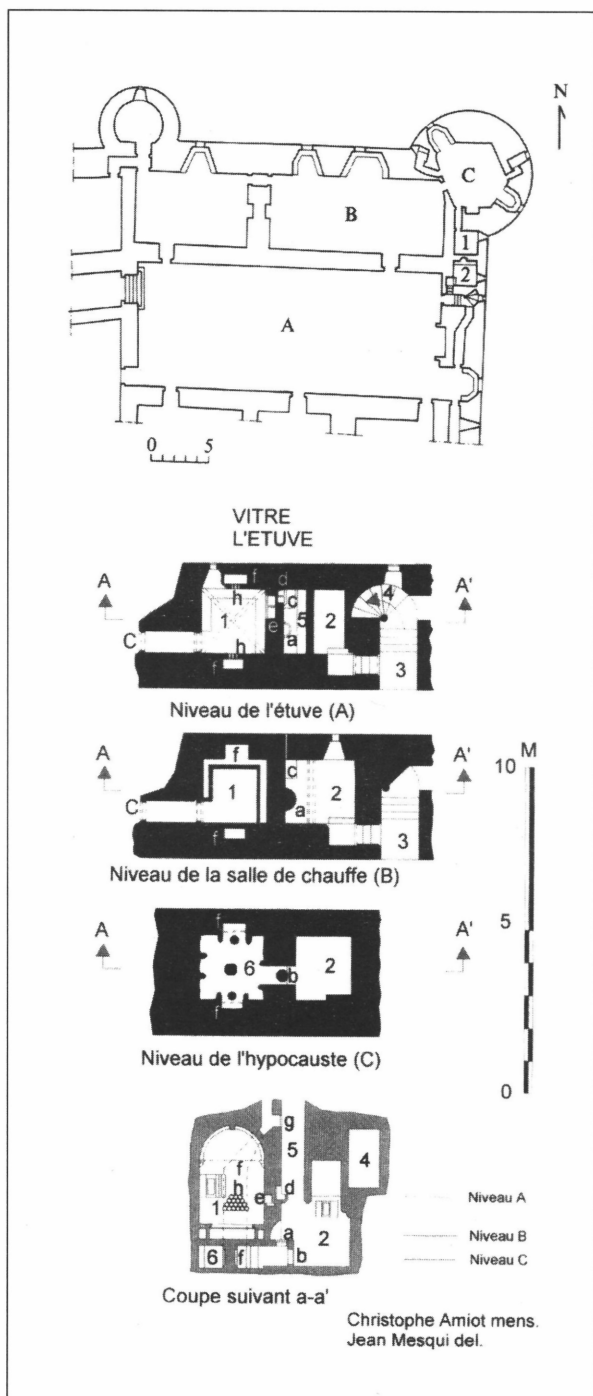 N
C
B
1
2
A
0 5
VITRE
L'ETUVE
A f d 4 A'
h c
1 5 2
e
C h a 3
f
Niveau de l'étuve (A)
M
10
A f A'
c
1 2
C a
f 3
Niveau de la salle de chauffe (B)
5
f
A A'
6 2
b
f
Niveau de l'hypocauste (C)
0
g
5 4
f
h d
1 e
a 2
6 f b
Niveau A
Niveau B
Niveau C
Coupe suivant a-a'
Christophe Amiot mens.
Jean Mesqui del.